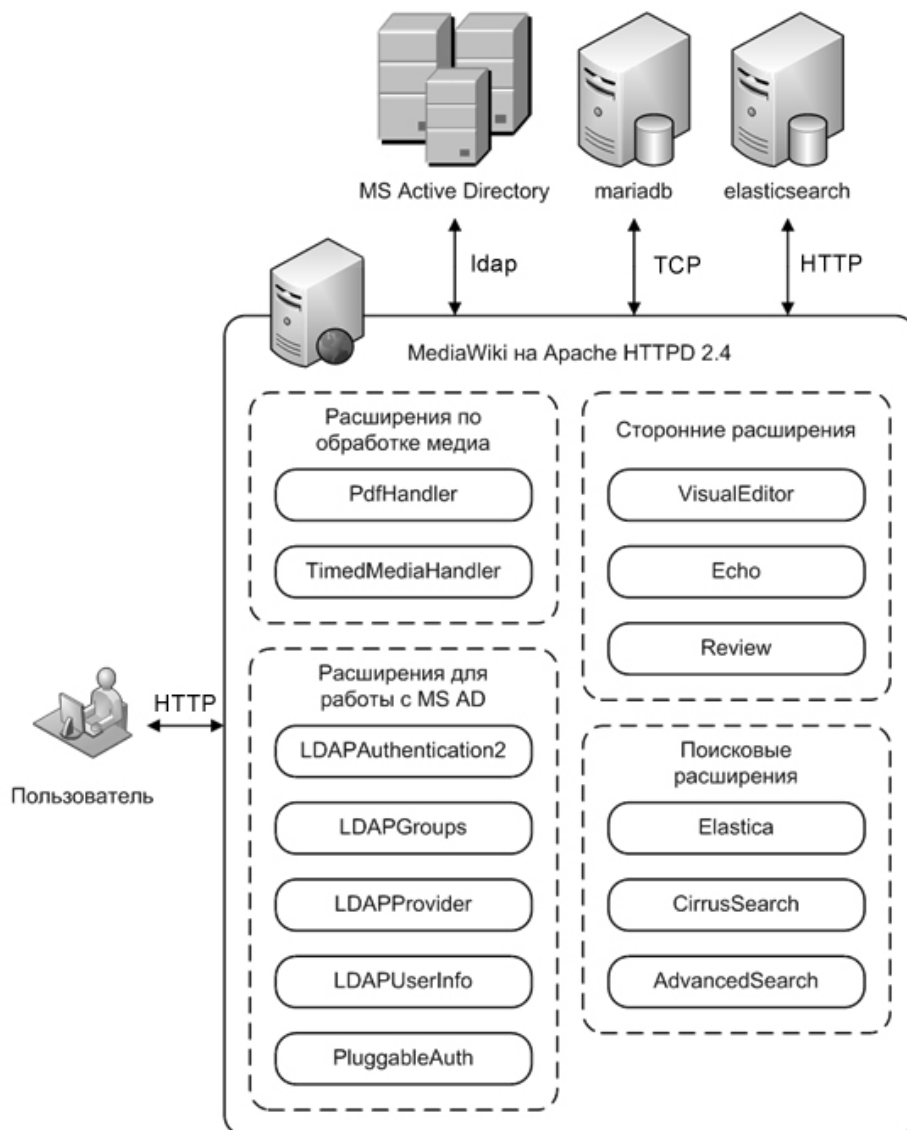 MS Active Directory
mariadb
elasticsearch
ldap
TCP
HTTP
MediaWiki на Apache HTTPD 2.4
Расширения по
обработке медиа
PdfHandler
TimedMediaHandler
Сторонние расширения
VisualEditor
Echo
Review
HTTP
Пользователь
Расширения для
работы с MS AD
LDAPAuthentication2
LDAPGroups
LDAPProvider
LDAPUserInfo
PluggableAuth
Поисковые
расширения
Elastica
CirrusSearch
AdvancedSearch